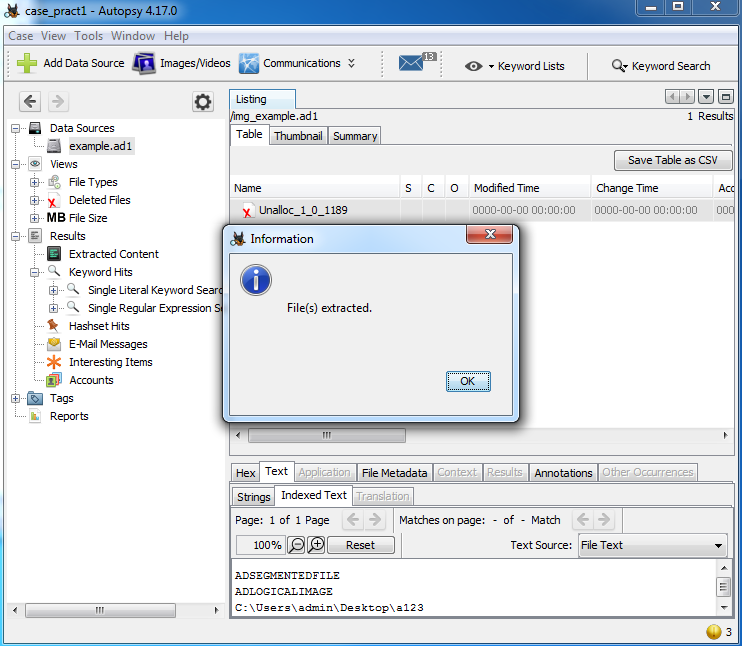 case_pract1 - Autopsy 4.17.0
Case View Tools Window Help
Add Data Source Images/Videos Communications 13 Keyword Lists Keyword Search
Listing
/img_example.ad1 1 Results
Table Thumbnail Summary
Save Table as CSV
Name S C O Modified Time Change Time Acc
Unalloc_1_0_1189 0000-00-00 00:00:00 0000-00-00 00:00:00 000
Data Sources
example.ad1
Views
File Types
Deleted Files
MB File Size
Results
Extracted Content
Keyword Hits
Single Literal Keyword Searc
Single Regular Expression S
Hashset Hits
E-Mail Messages
Interesting Items
Accounts
Tags
Reports
Information
File(s) extracted.
OK
Hex Text Application File Metadata Context Results Annotations Other Occurrences
Strings Indexed Text Translation
Page: 1 of 1 Page Matches on page: - of - Match
100% Reset Text Source: File Text
ADSEGMENTEDFILE
ADLOGICALIMAGE
C:\Users\admin\Desktop\a123
3